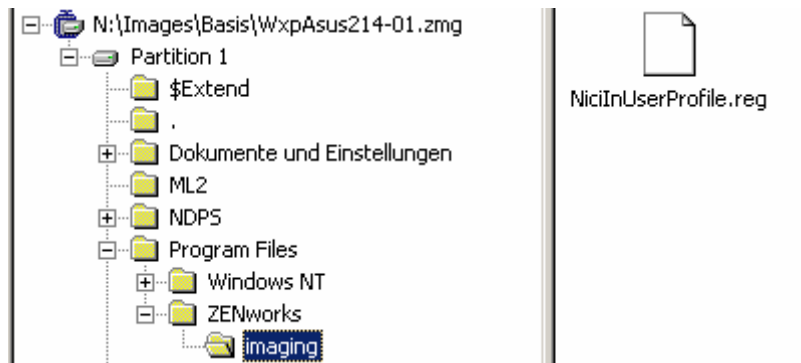 N:\Images\Basis\WxpAsus214-01.zmg
Partition 1
$Extend
.
Dokumente und Einstellungen
ML2
NDPS
Program Files
Windows NT
ZENworks
imaging
NiciInUserProfile.reg